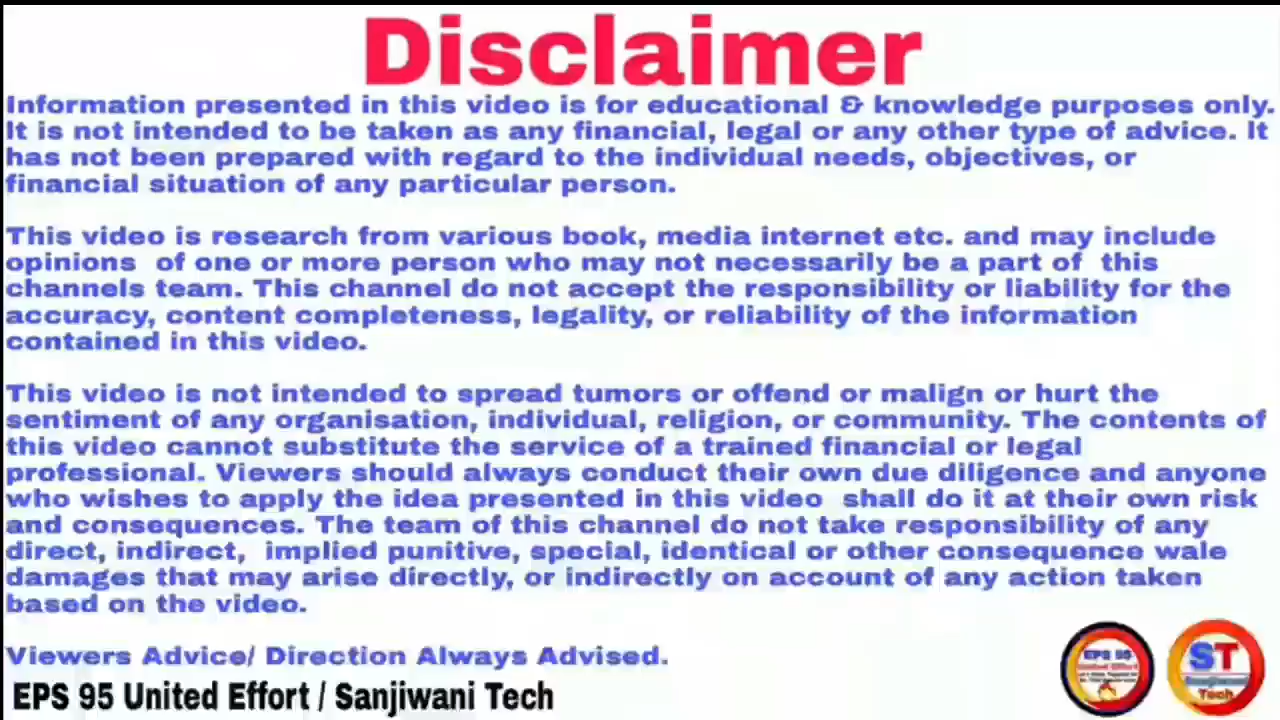 Disclaimer
Information presented in this video is for educational & knowledge purposes only.
It is not intended to be taken as any financial, legal or any other type of advice. It
has not been prepared with regard to the individual needs, objectives, or
financial situation of any particular person.
This video is research from various book, media internet etc. and may include
opinions of one or more person who may not necessarily be a part of this
channels team. This channel do not accept the responsibility or liability for the
accuracy, content completeness, legality, or reliability of the information
contained in this video.
This video is not intended to spread tumors or offend or malign or hurt the
sentiment of any organisation, individual, religion, or community. The contents of
this video cannot substitute the service of a trained financial or legal
professional. Viewers should always conduct their own due diligence and anyone
who wishes to apply the idea presented in this video shall do it at their own risk
and consequences. The team of this channel do not take responsibility of any
direct, indirect, implied punitive, special, identical or other consequence wale
damages that may arise directly, or indirectly on account of any action taken
based on the video.
Viewers Advice/ Direction Always Advised.
EPS 95 United Effort / Sanjiwani Tech
EPS 95
United Effort
ST
Sanjiwani
Tech